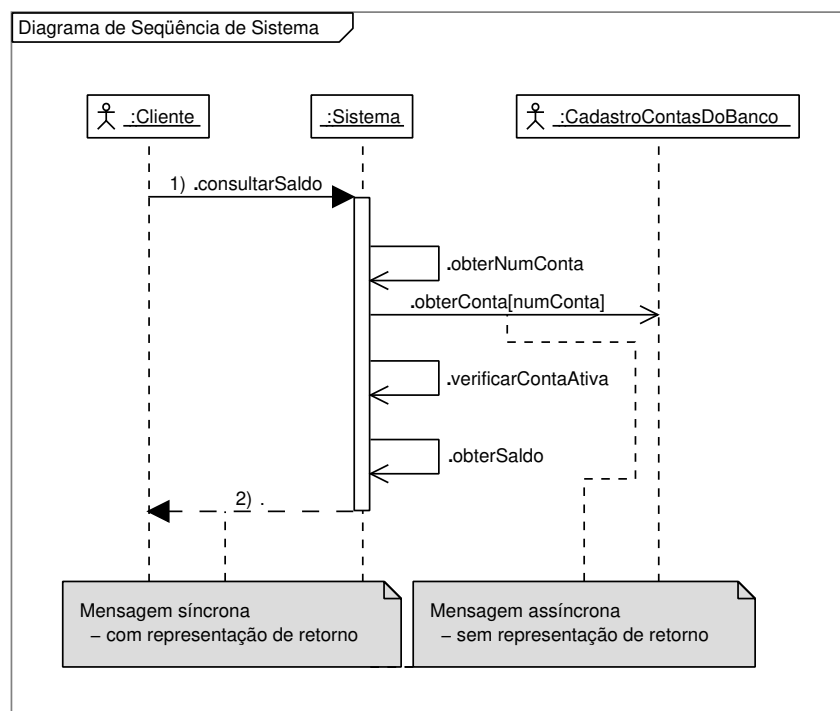 Diagrama de Seqüência de Sistema
:Cliente
:Sistema
:CadastroContasDoBanco
1) .consultarSaldo
.obterNumConta
.obterConta[numConta]
.verificarContaAtiva
.obterSaldo
2) .
Mensagem síncrona
– com representação de retorno
Mensagem assíncrona
– sem representação de retorno